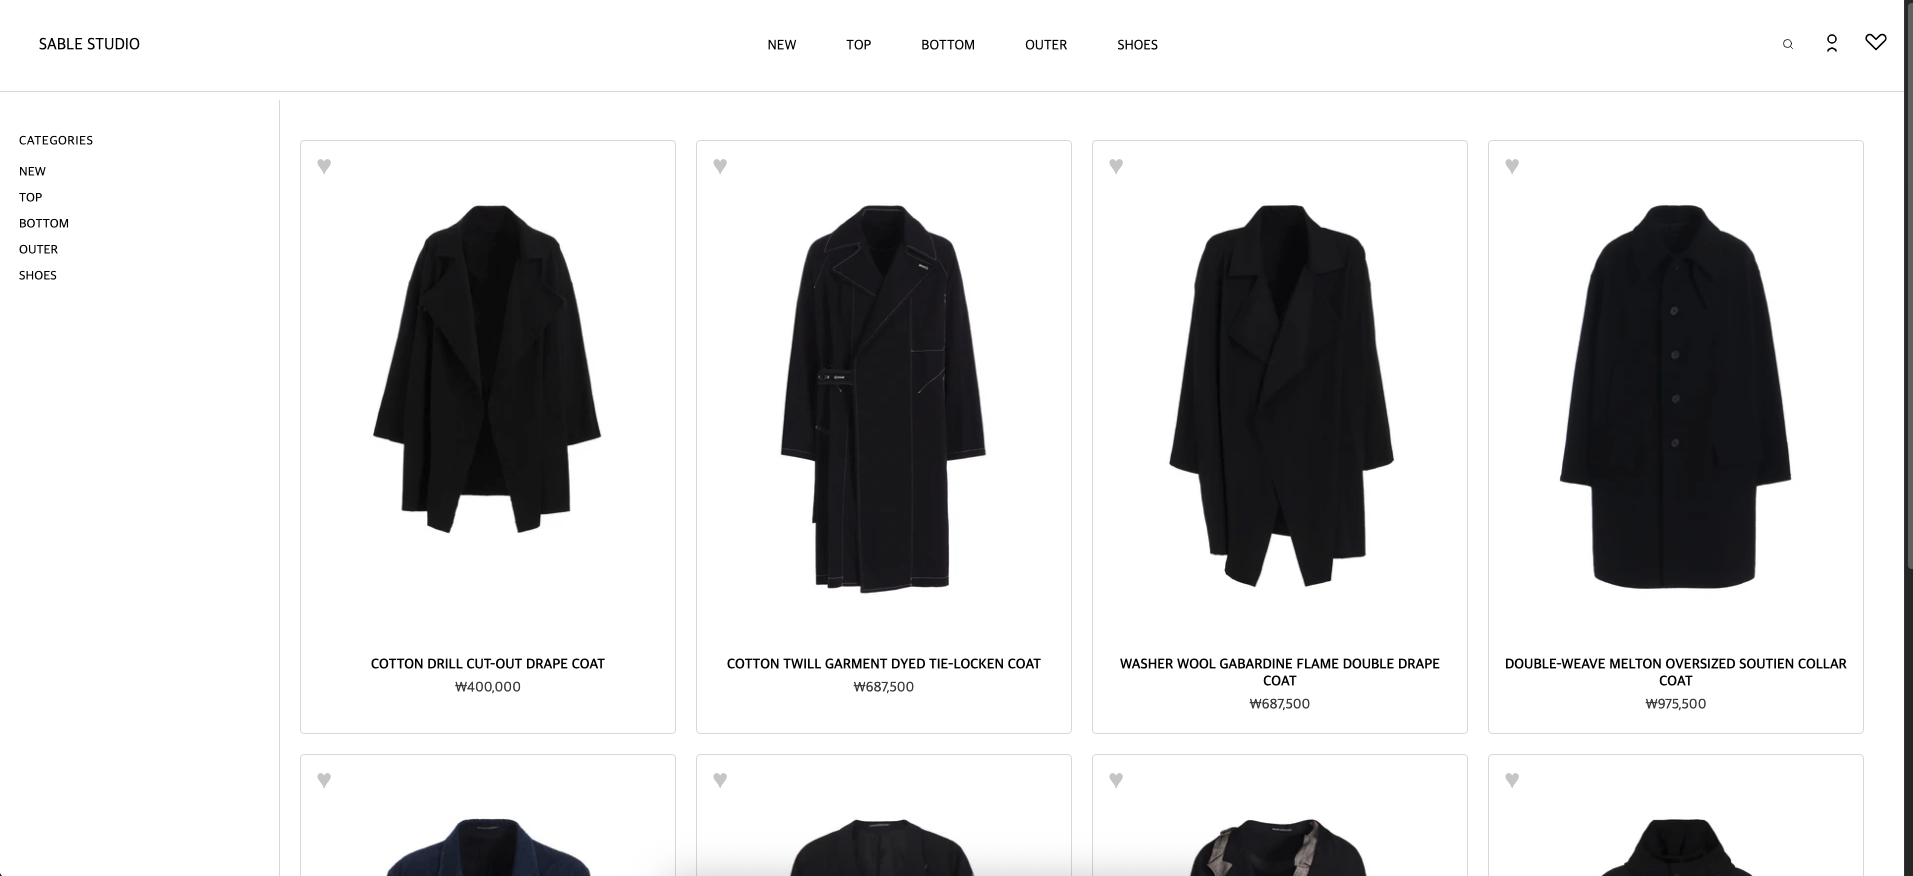 SABLE STUDIO
NEW
TOP
BOTTOM
OUTER
SHOES
CATEGORIES
NEW
TOP
BOTTOM
OUTER
SHOES
COTTON DRILL CUT-OUT DRAPE COAT
₩400,000
COTTON TWILL GARMENT DYED TIE-LOCKEN COAT
₩687,500
WASHER WOOL GABARDINE FLAME DOUBLE DRAPE
COAT
₩687,500
DOUBLE-WEAVE MELTON OVERSIZED SOUTIEN COLLAR
COAT
₩975,500